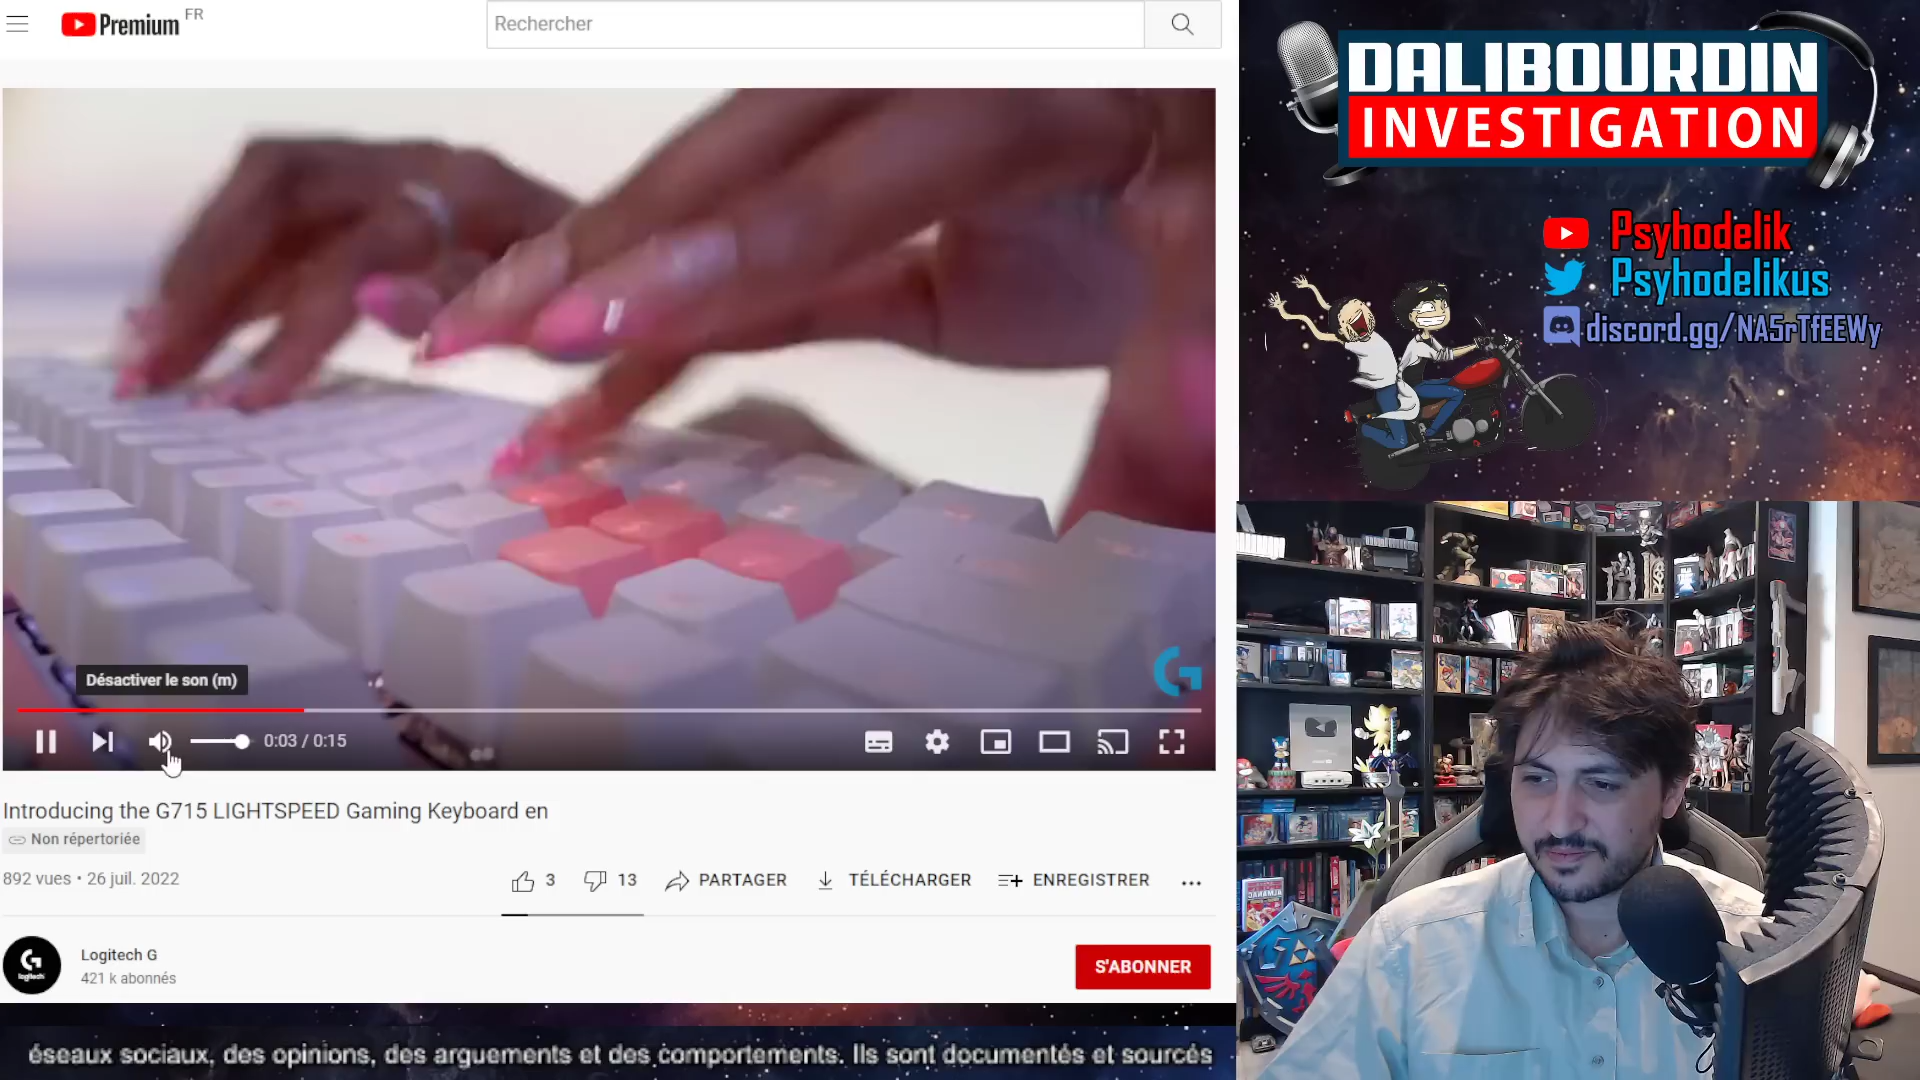 Premium FR
Rechercher
Désactiver le son (m)
0:03 / 0:15
Introducing the G715 LIGHTSPEED Gaming Keyboard en
Non répertoriée
892 vues • 26 juil. 2022
3
13
PARTAGER
TÉLÉCHARGER
ENREGISTRER
Logitech G
421 k abonnés
S'ABONNER
éseaux sociaux, des opinions, des arguements et des comportements. Ils sont documentés et sourcés
DALIBOURDIN
INVESTIGATION
Psyhodelik
Psyhodelikus
discord.gg/NA5rTfEEWy